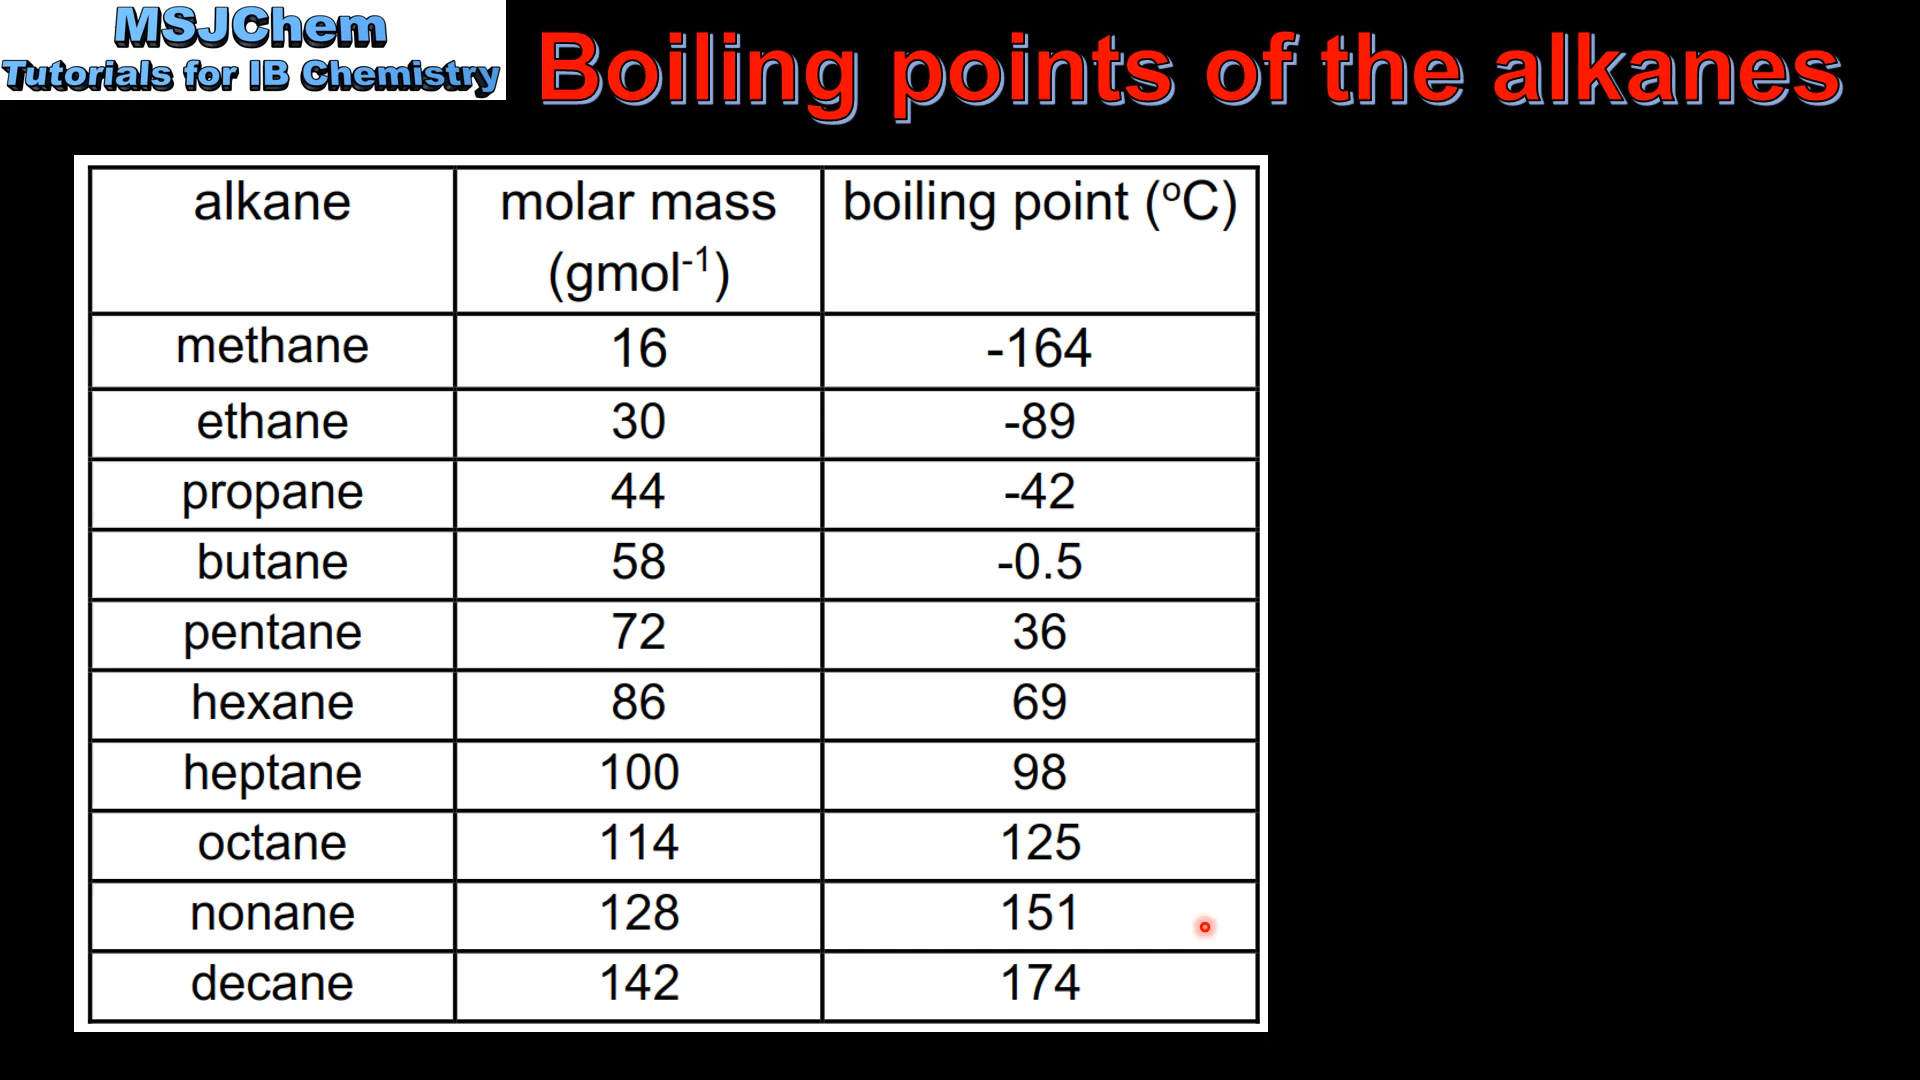 MSJChem
Tutorials for IB Chemistry
Boiling points of the alkanes
alkane molar mass boiling point (ºC)
(gmol⁻¹)
methane 16 -164
ethane 30 -89
propane 44 -42
butane 58 -0.5
pentane 72 36
hexane 86 69
heptane 100 98
octane 114 125
nonane 128 151
decane 142 174